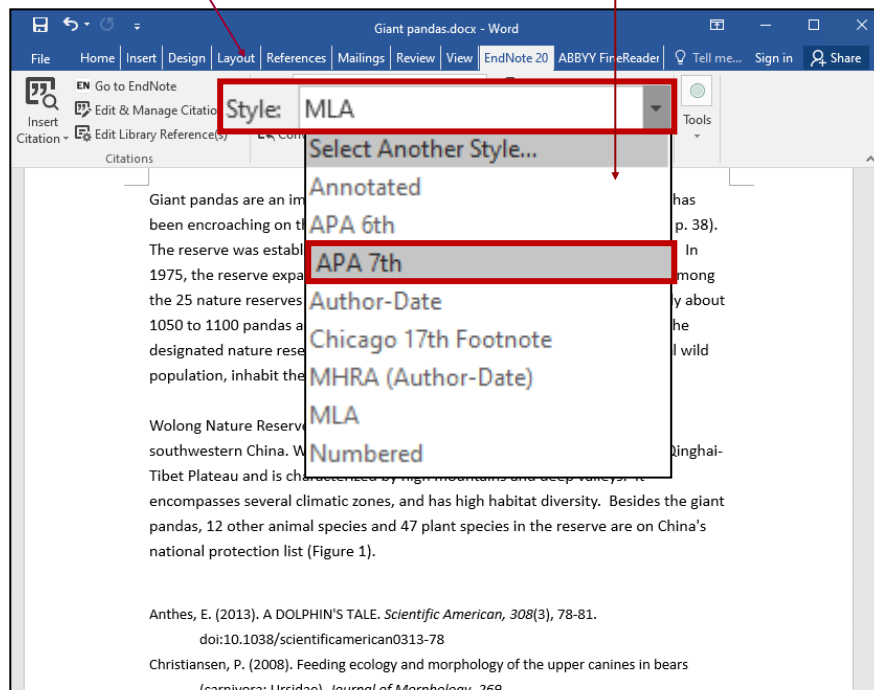 Giant pandas.docx - Word
File Home Insert Design Layout References Mailings Review View EndNote 20 ABBYY FineReader Tell me... Sign in Share
Insert Citation
EN Go to EndNote
Edit & Manage Citatio
Edit Library Reference(s)
Citations
Tools
Style: MLA
Select Another Style...
Annotated
APA 6th
APA 7th
Author-Date
Chicago 17th Footnote
MHRA (Author-Date)
MLA
Numbered
Giant pandas are an im has
been encroaching on th p. 38).
The reserve was establ In
1975, the reserve expa mong
the 25 nature reserves y about
1050 to 1100 pandas a he
designated nature rese l wild
population, inhabit the
Wolong Nature Reserv
southwestern China. W Qinghai-
Tibet Plateau and is characterized by high mountains and deep valleys. It
encompasses several climatic zones, and has high habitat diversity. Besides the giant
pandas, 12 other animal species and 47 plant species in the reserve are on China's
national protection list (Figure 1).
Anthes, E. (2013). A DOLPHIN'S TALE. Scientific American, 308(3), 78-81.
doi:10.1038/scientificamerican0313-78
Christiansen, P. (2008). Feeding ecology and morphology of the upper canines in bears
(carnivora: Ursidae). Journal of Morphology, 269